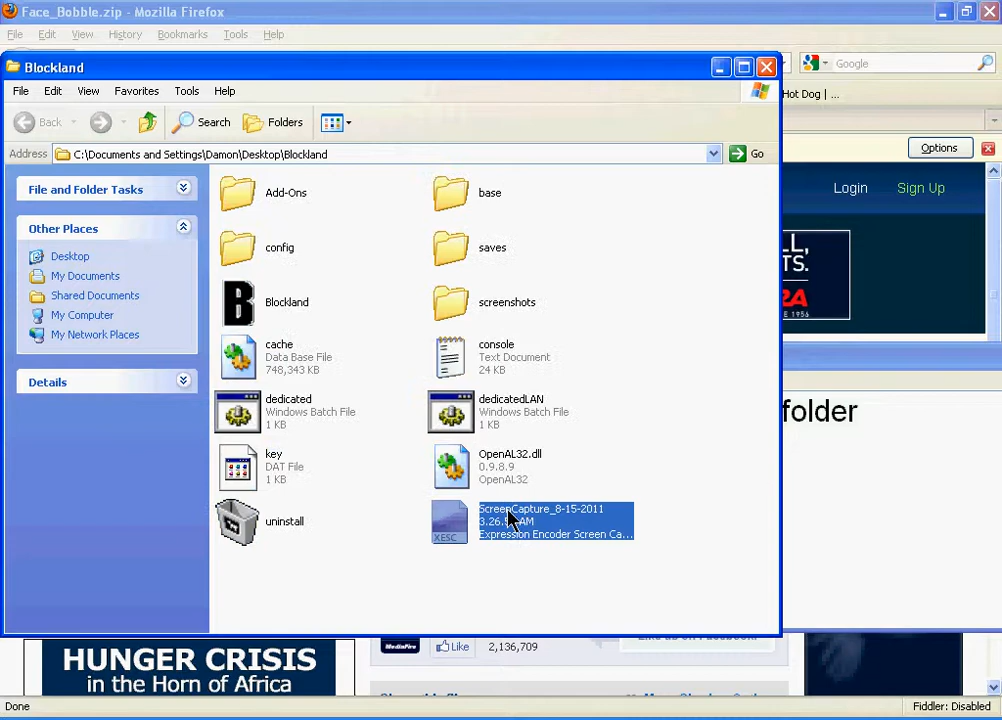 Face_Bobble.zip - Mozilla Firefox
File Edit View History Bookmarks Tools Help
Blockland
Google
File Edit View Favorites Tools Help
Hot Dog | ...
Back Search Folders
Address C:\Documents and Settings\Damon\Desktop\Blockland Go
Options
File and Folder Tasks
Login Sign Up
Other Places
Desktop
My Documents
Shared Documents
My Computer
My Network Places
Details
Add-Ons
base
config
saves
B Blockland
screenshots
cache
Data Base File
748,343 KB
console
Text Document
24 KB
dedicated
Windows Batch File
1 KB
dedicatedLAN
Windows Batch File
1 KB
key
DAT File
1 KB
OpenAL32.dll
0.9.8.9
OpenAL32
uninstall
XESC
ScreenCapture_8-15-2011
AM
Expression Encoder Screen Ca...
folder
HUNGER CRISIS
in the Horn of Africa
MediaFire
Like 2,136,709
Done
Fiddler: Disabled